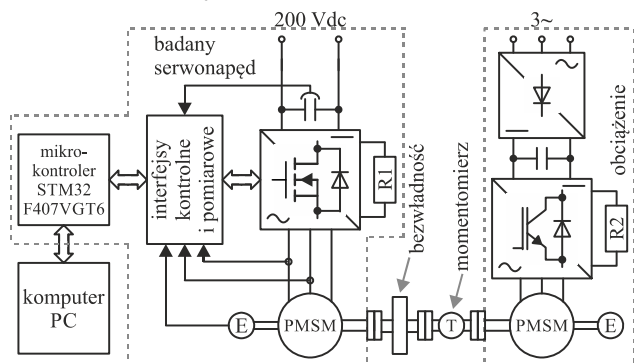 200 Vdc
3~
badany
serwonapęd
mikro-
kontroler
STM32
F407VGT6
interfejsy
kontrolne
i pomiarowe
R1
bezwładność
momentomierz
obciążenie
R2
komputer
PC
E
PMSM
T
PMSM
E